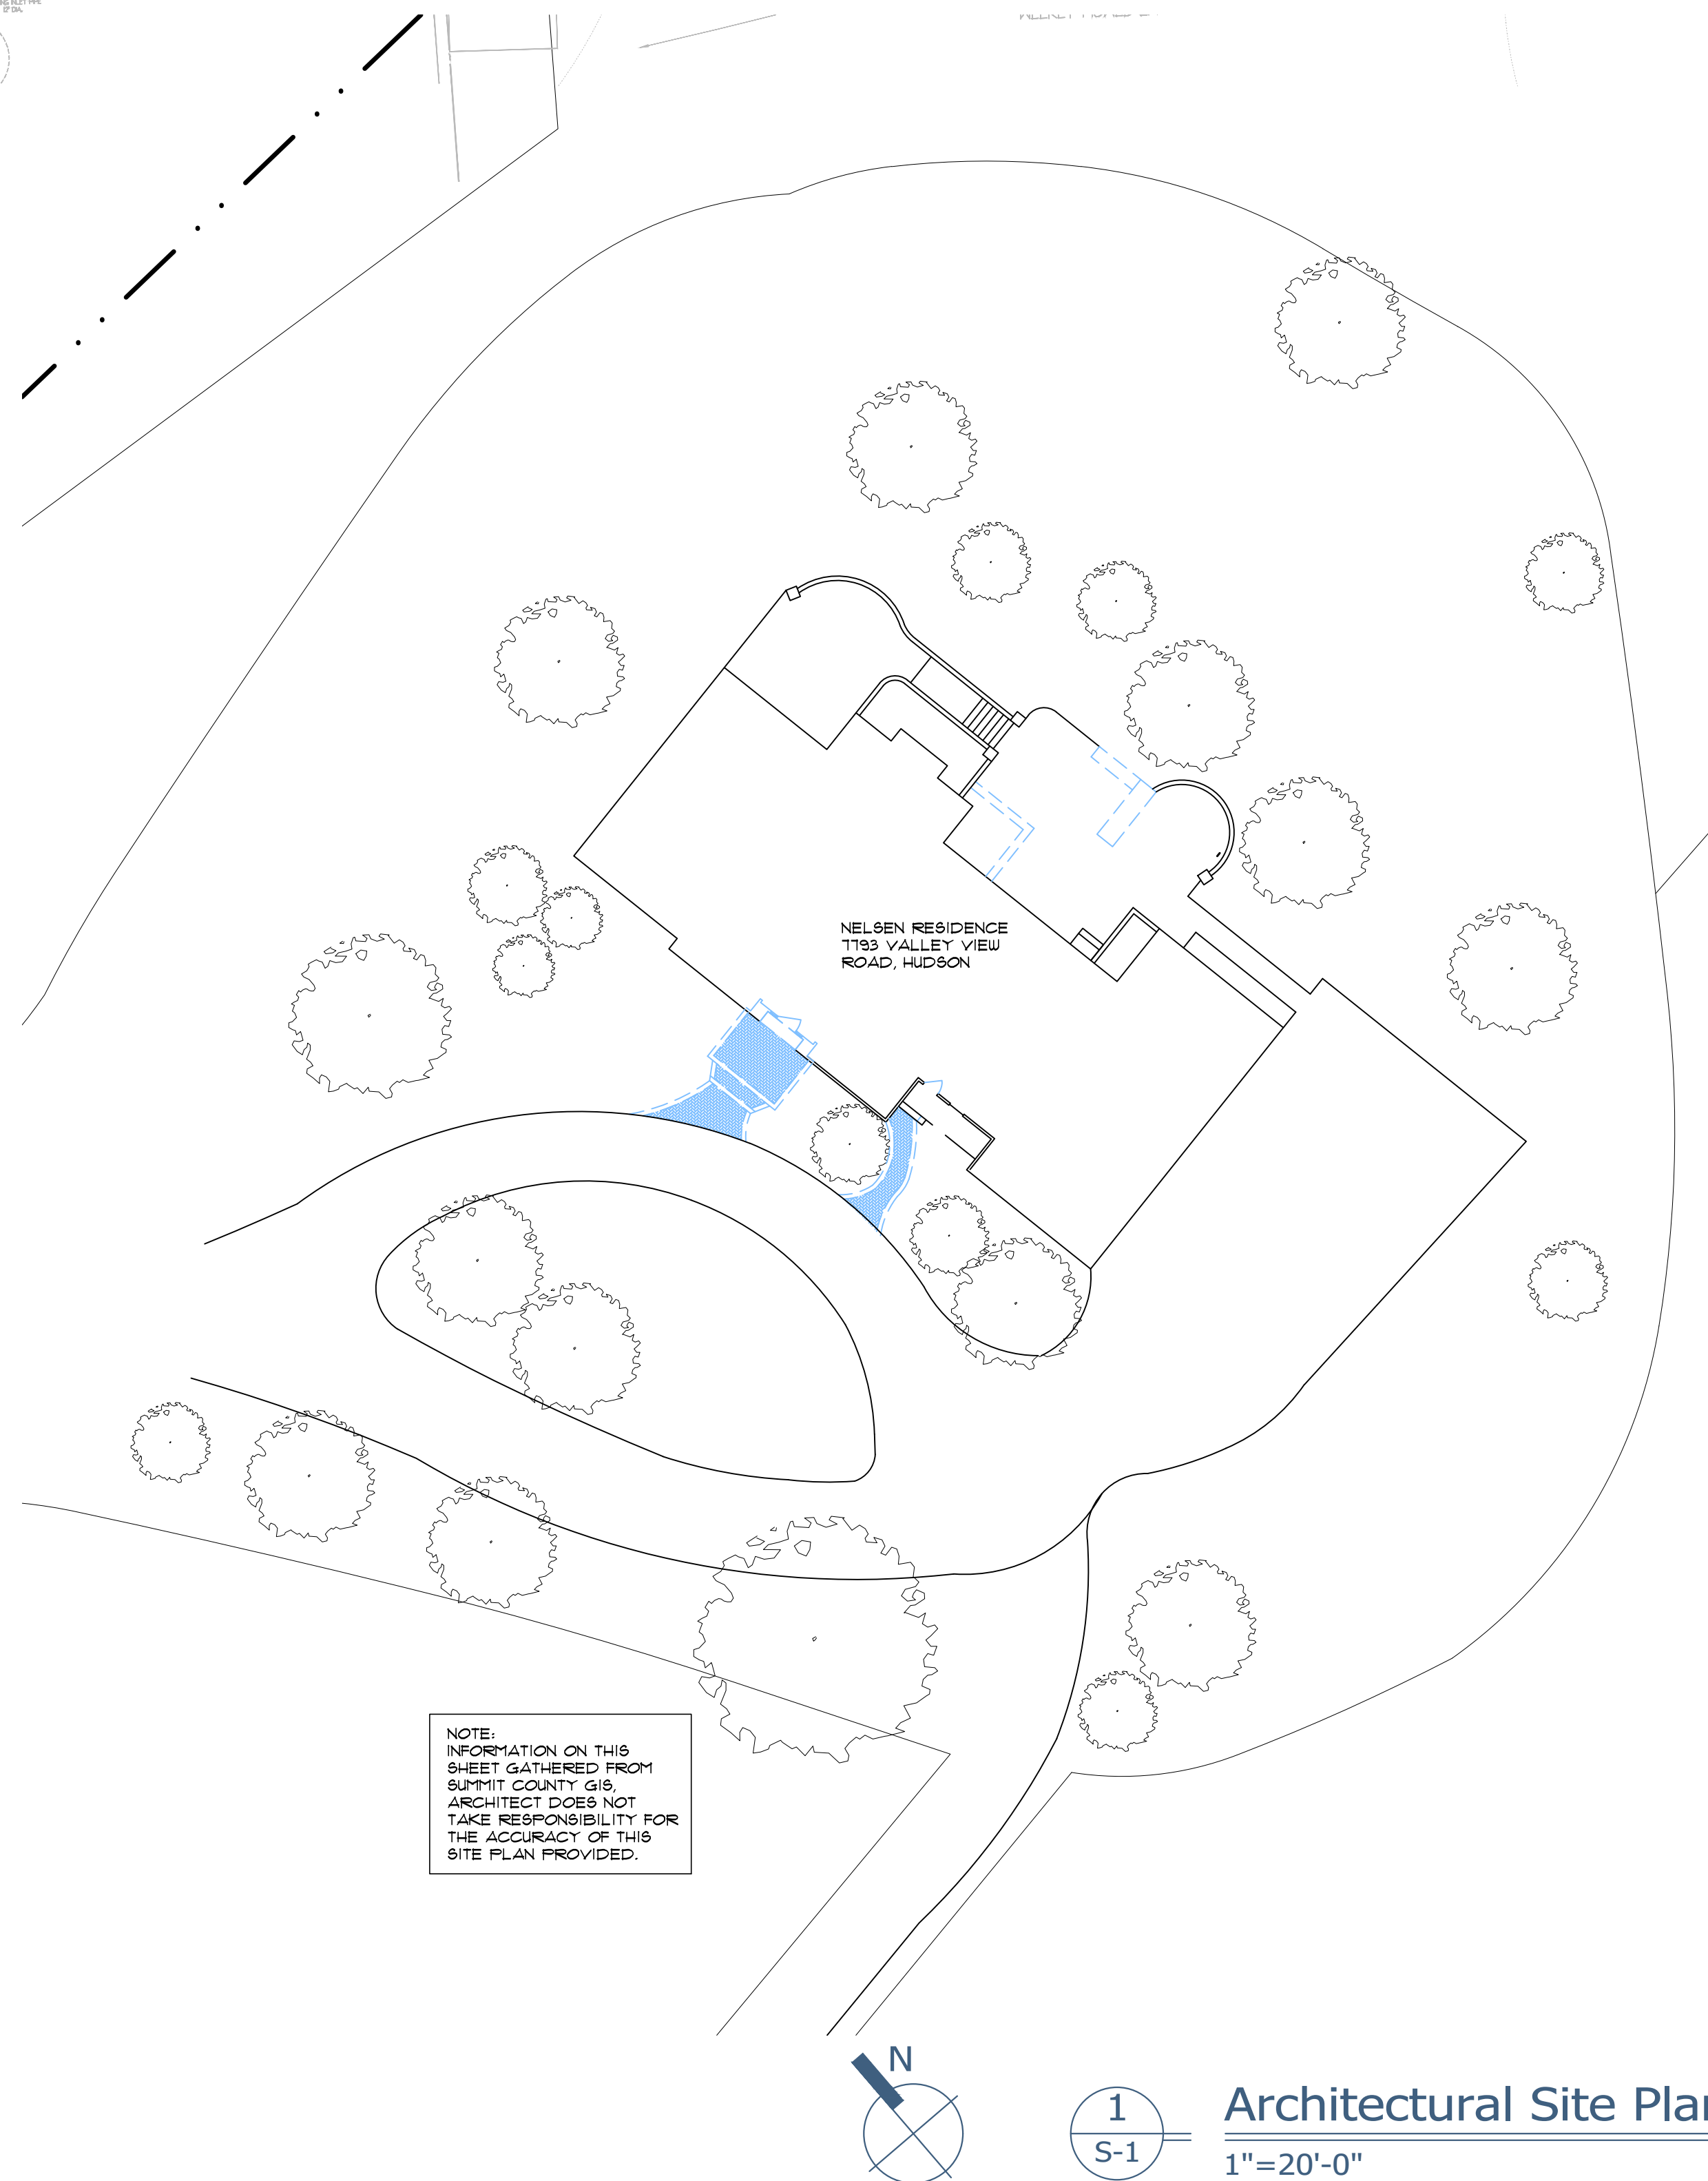 12" DIA.
NELSEN RESIDENCE
7793 VALLEY VIEW
ROAD, HUDSON
NOTE:
INFORMATION ON THIS
SHEET GATHERED FROM
SUMMIT COUNTY GIS,
ARCHITECT DOES NOT
TAKE RESPONSIBILITY FOR
THE ACCURACY OF THIS
SITE PLAN PROVIDED.
N
1
S-1
Architectural Site Plan
1"=20'-0"